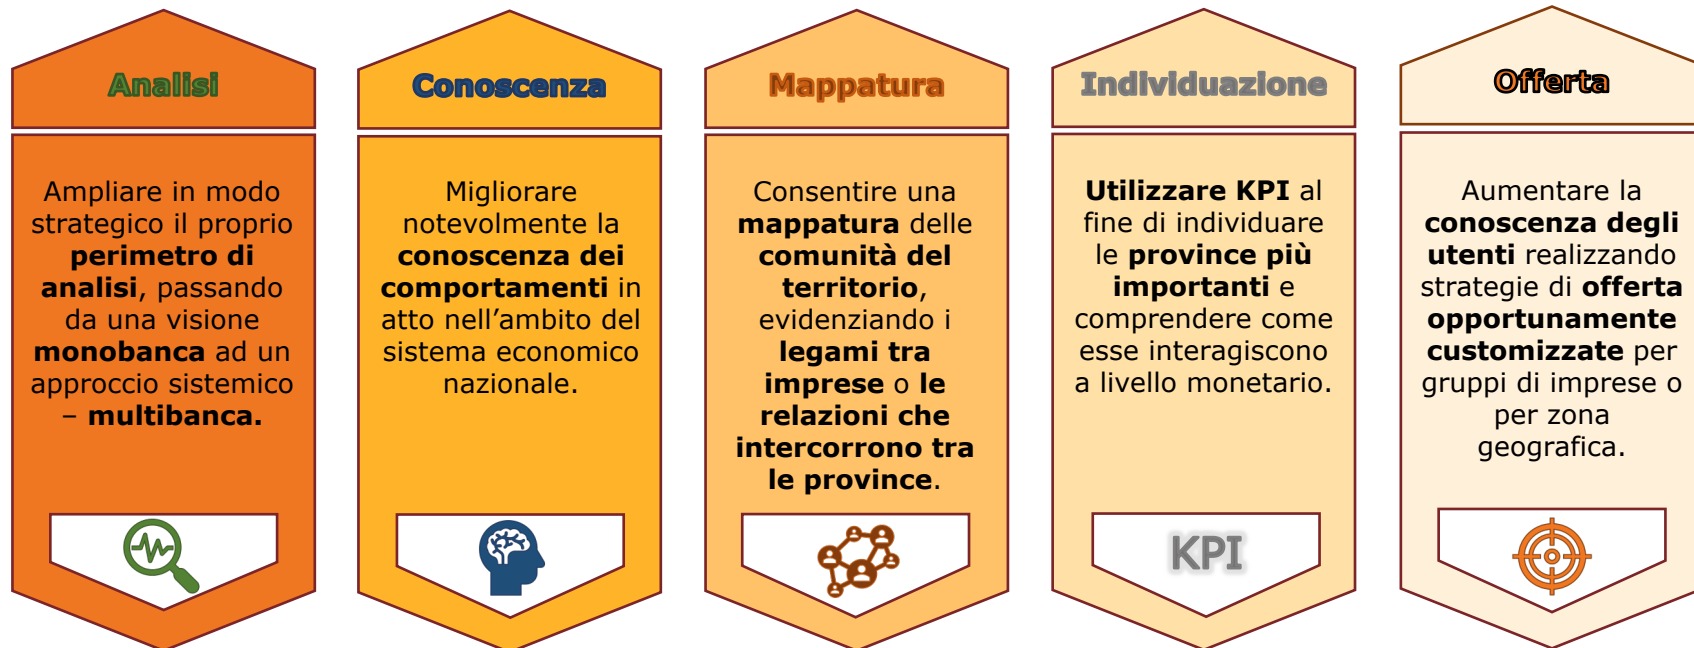 Analisi
Ampliare in modo
strategico il proprio
perimetro di
analisi, passando
da una visione
monobanca ad un
approccio sistemico
– multibanca.
Conoscenza
Migliorare
notevolmente la
conoscenza dei
comportamenti in
atto nell’ambito del
sistema economico
nazionale.
Mappatura
Consentire una
mappatura delle
comunità del
territorio,
evidenziando i
legami tra
imprese o le
relazioni che
intercorrono tra
le province.
Individuazione
Utilizzare KPI al
fine di individuare
le province più
importanti e
comprendere come
esse interagiscono
a livello monetario.
KPI
Offerta
Aumentare la
conoscenza degli
utenti realizzando
strategie di offerta
opportunamente
customizzate per
gruppi di imprese o
per zona
geografica.